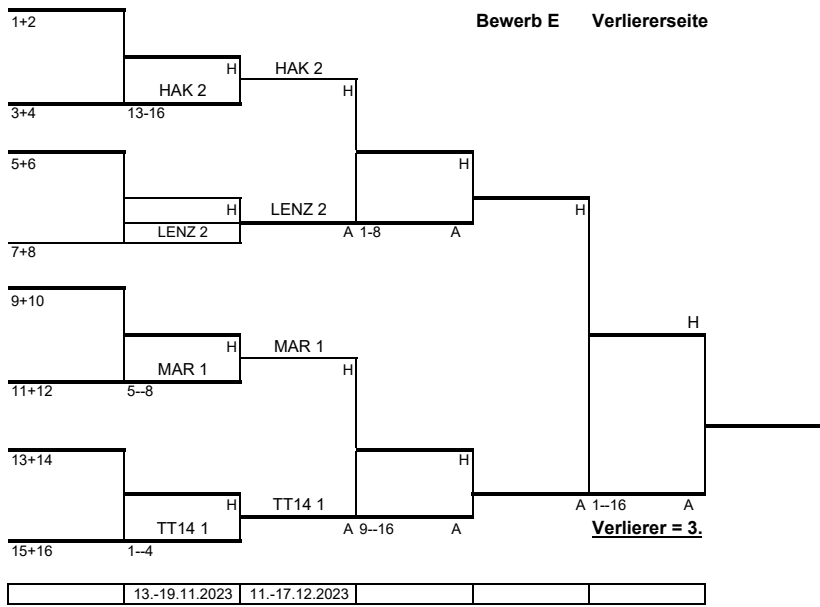 1+2
Bewerb E Verliererseite
H HAK 2
HAK 2 H
3+4 13-16
5+6 H
H LENZ 2 H
LENZ 2 A 1-8 A
7+8
9+10
H
H MAR 1
MAR 1 H
11+12 5--8
13+14 H
H TT14 1 A 1--16 A
TT14 1 A 9--16 A Verlierer = 3.
15+16 1--4
13.-19.11.2023 11.-17.12.2023